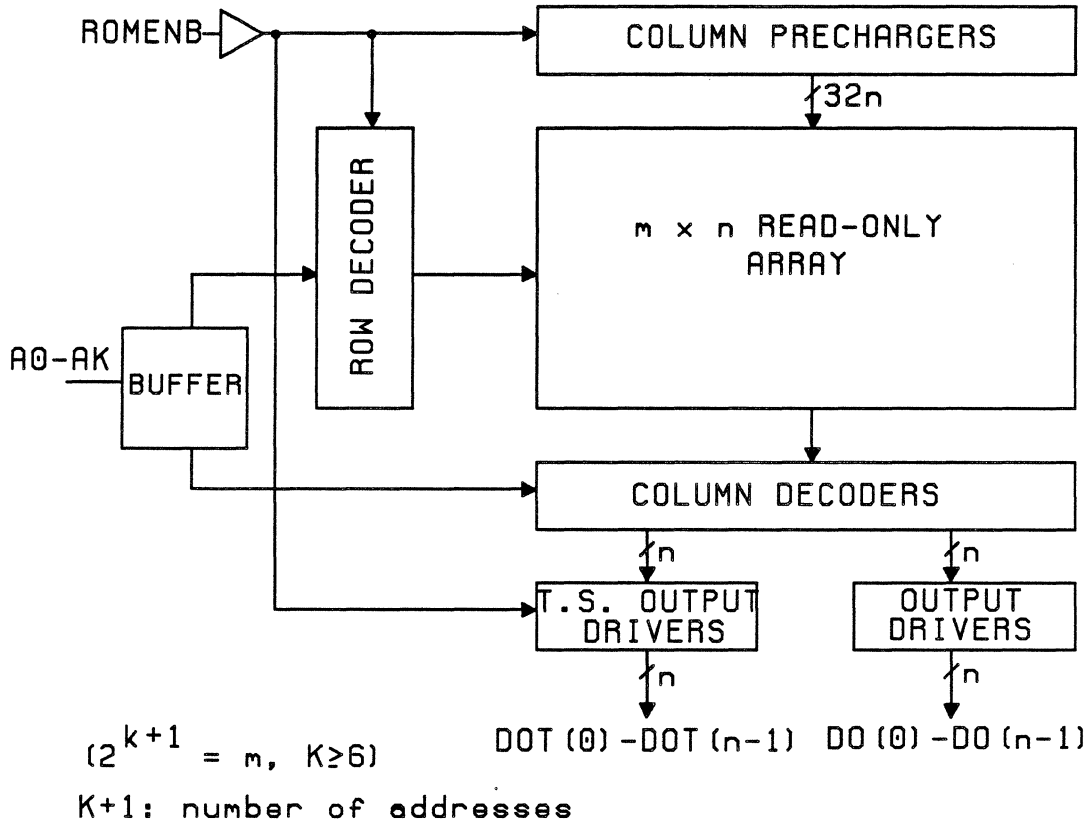 ROMENB
COLUMN PRECHARGERS
32n
ROW DECODER
m x n READ-ONLY
ARRAY
A0-AK
BUFFER
COLUMN DECODERS
n
n
T.S. OUTPUT
DRIVERS
OUTPUT
DRIVERS
n
n
DOT(0)-DOT(n-1)
DO(0)-DO(n-1)
(2^k+1 = m, K≥6)
K+1: number of addresses